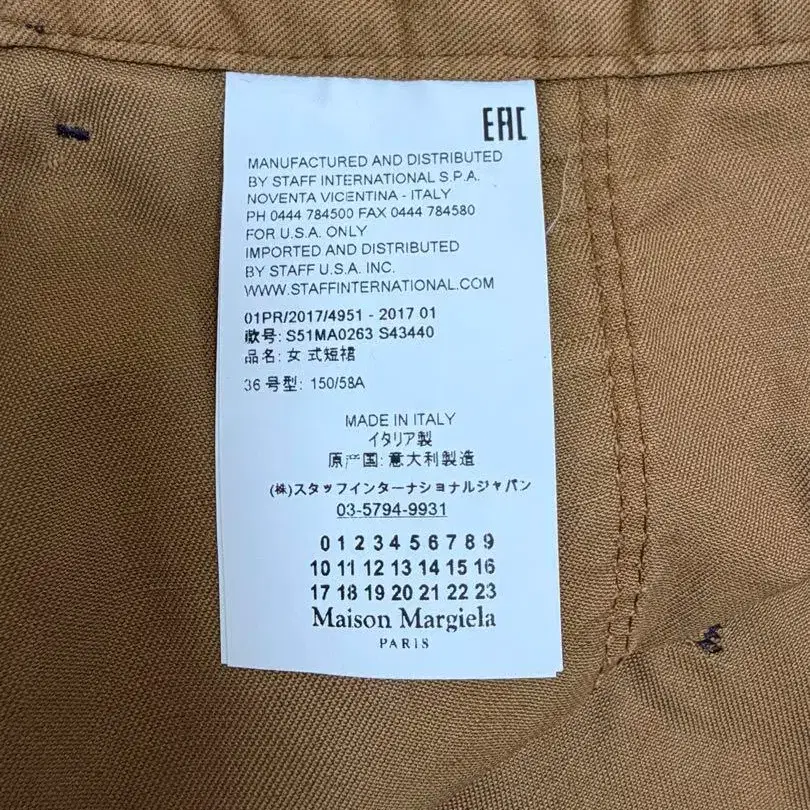 EAC
MANUFACTURED AND DISTRIBUTED
BY STAFF INTERNATIONAL S.P.A.
NOVENTA VICENTINA - ITALY
PH 0444 784500 FAX 0444 784580
FOR U.S.A. ONLY
IMPORTED AND DISTRIBUTED
BY STAFF U.S.A. INC.
WWW.STAFFINTERNATIONAL.COM
01PR/2017/4951 - 2017 01
款号: S51MA0263 S43440
品名: 女 式短裙
36 号型: 150/58A
MADE IN ITALY
イタリア製
原产国: 意大利製造
(株)スタッフインターナショナルジャパン
03-5794-9931
0 1 2 3 4 5 6 7 8 9
10 11 12 13 14 15 16
17 18 19 20 21 22 23
Maison Margiela
PARIS